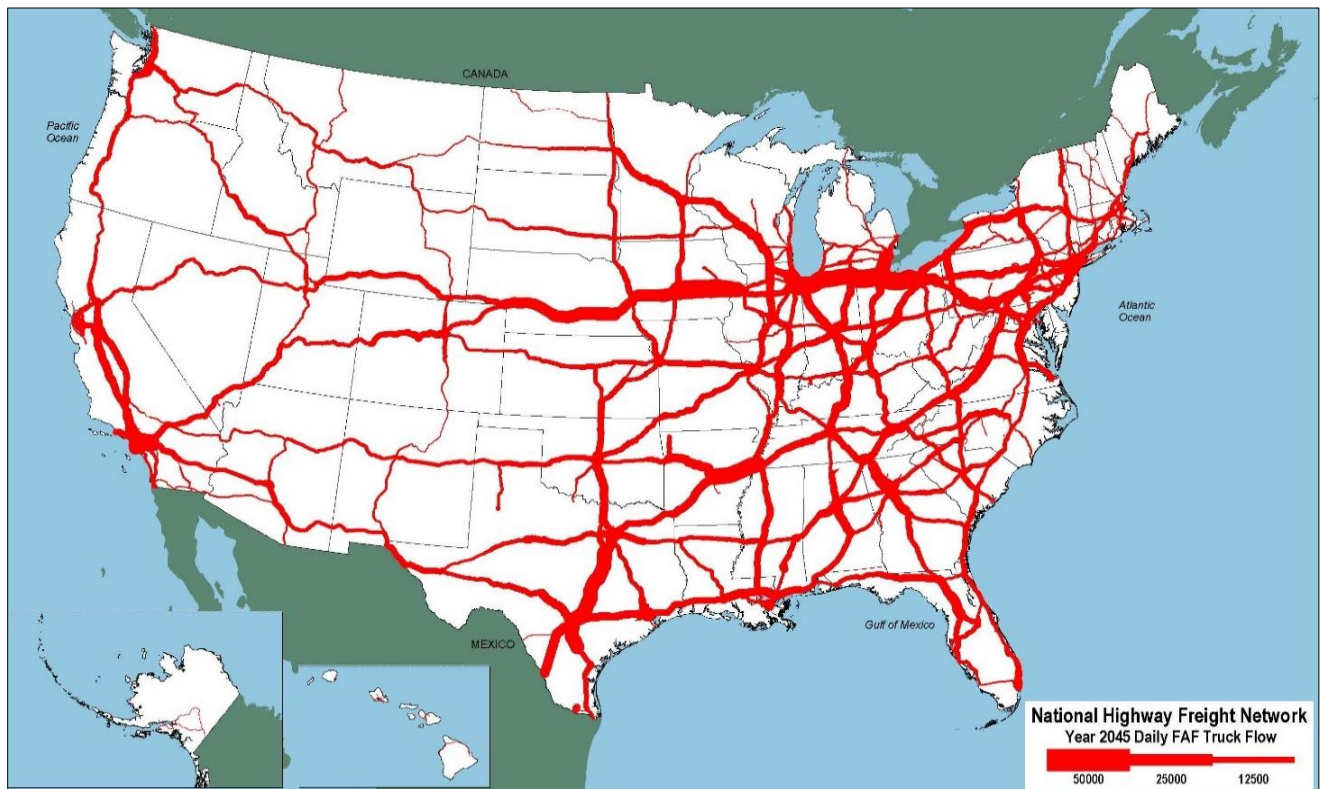 CANADA
Pacific
Ocean
Atlantic
Ocean
Gulf of Mexico
MEXICO
National Highway Freight Network
Year 2045 Daily FAF Truck Flow
50000 25000 12500